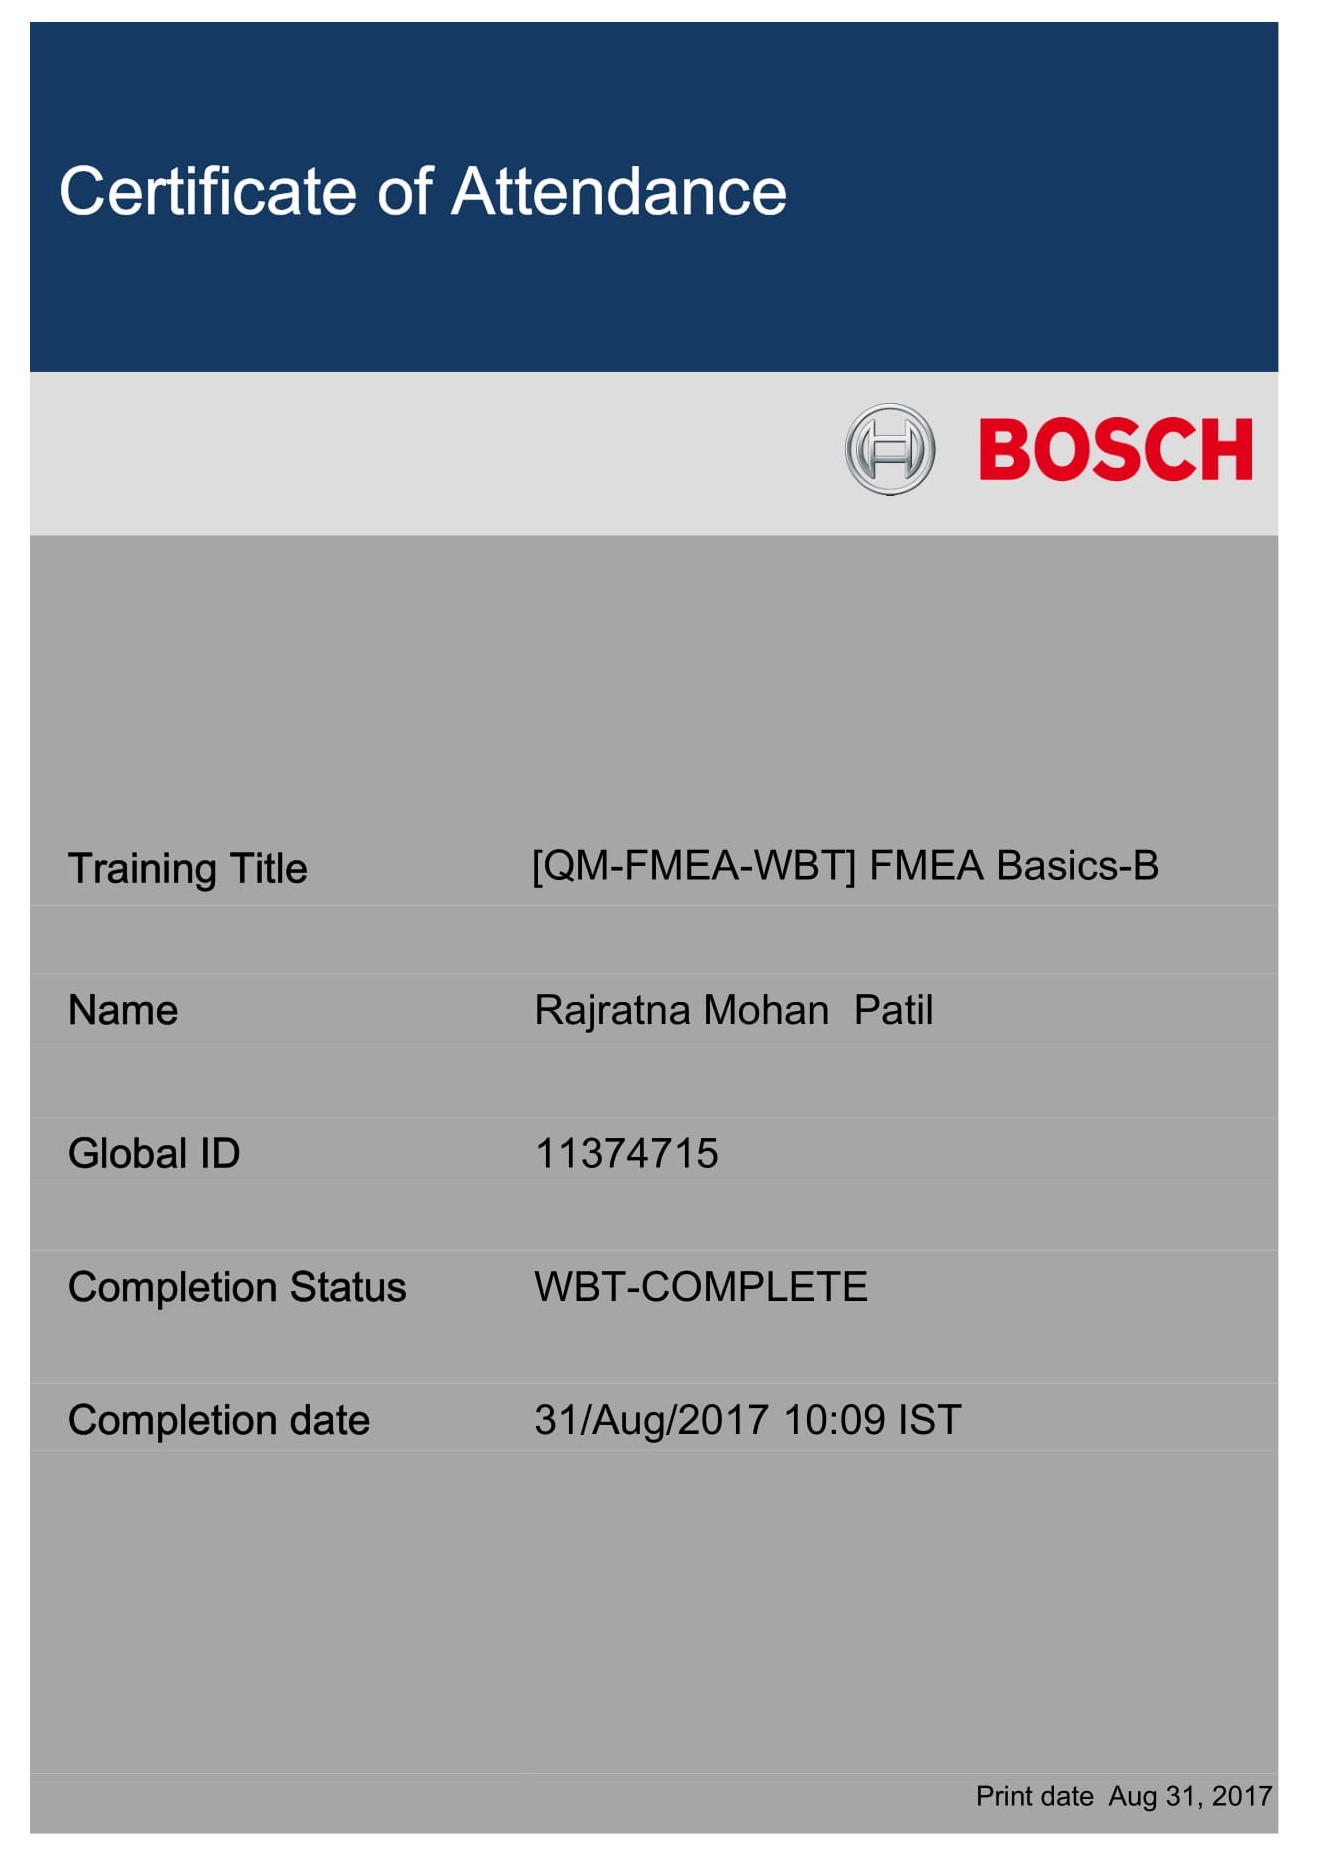 Certificate of Attendance
BOSCH
Training Title [QM-FMEA-WBT] FMEA Basics-B
Name Rajratna Mohan  Patil
Global ID 11374715
Completion Status WBT-COMPLETE
Completion date 31/Aug/2017 10:09 IST
Print date Aug 31, 2017